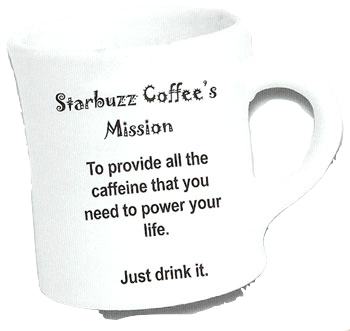 Starbuzz Coffee's
Mission
To provide all the
caffeine that you
need to power your
life.
Just drink it.